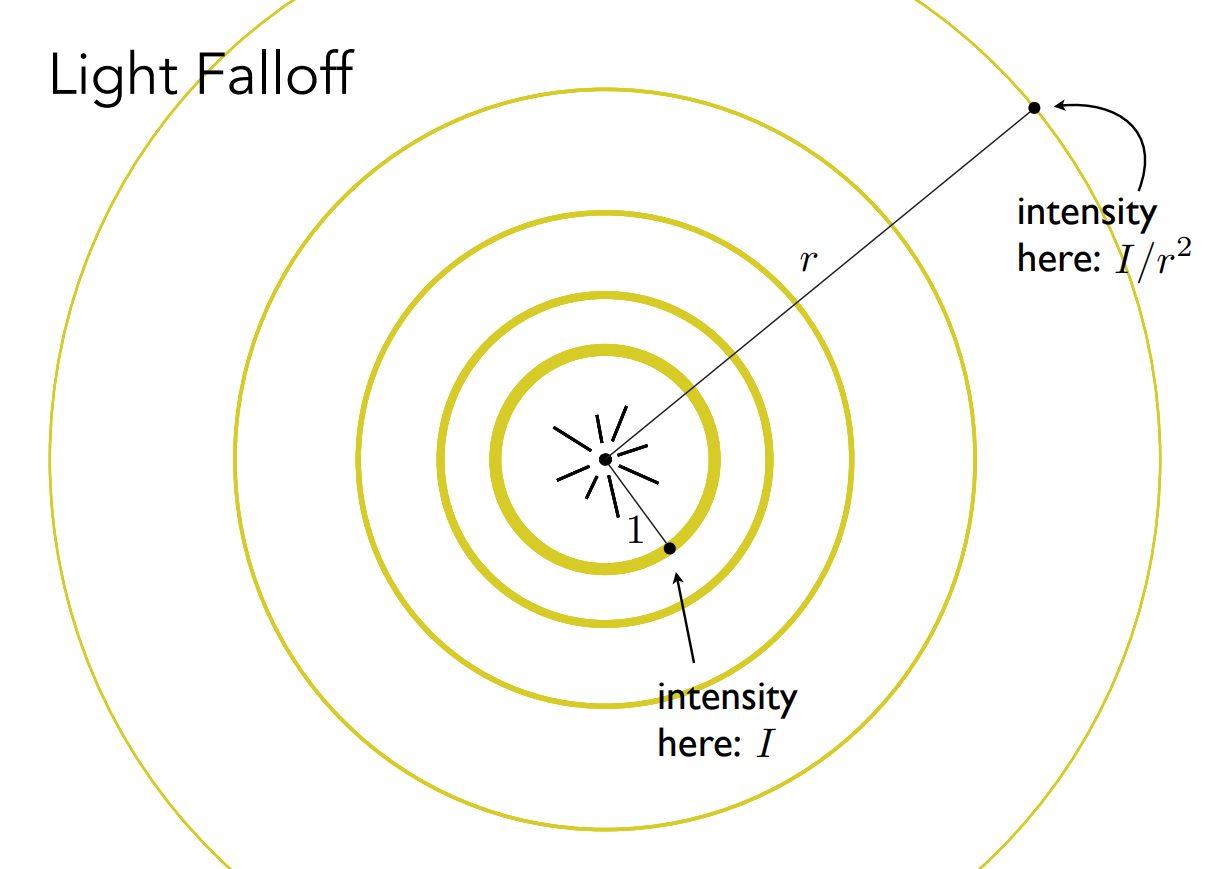 Light Falloff
intensity
here: I/r²
r
1
intensity
here: I